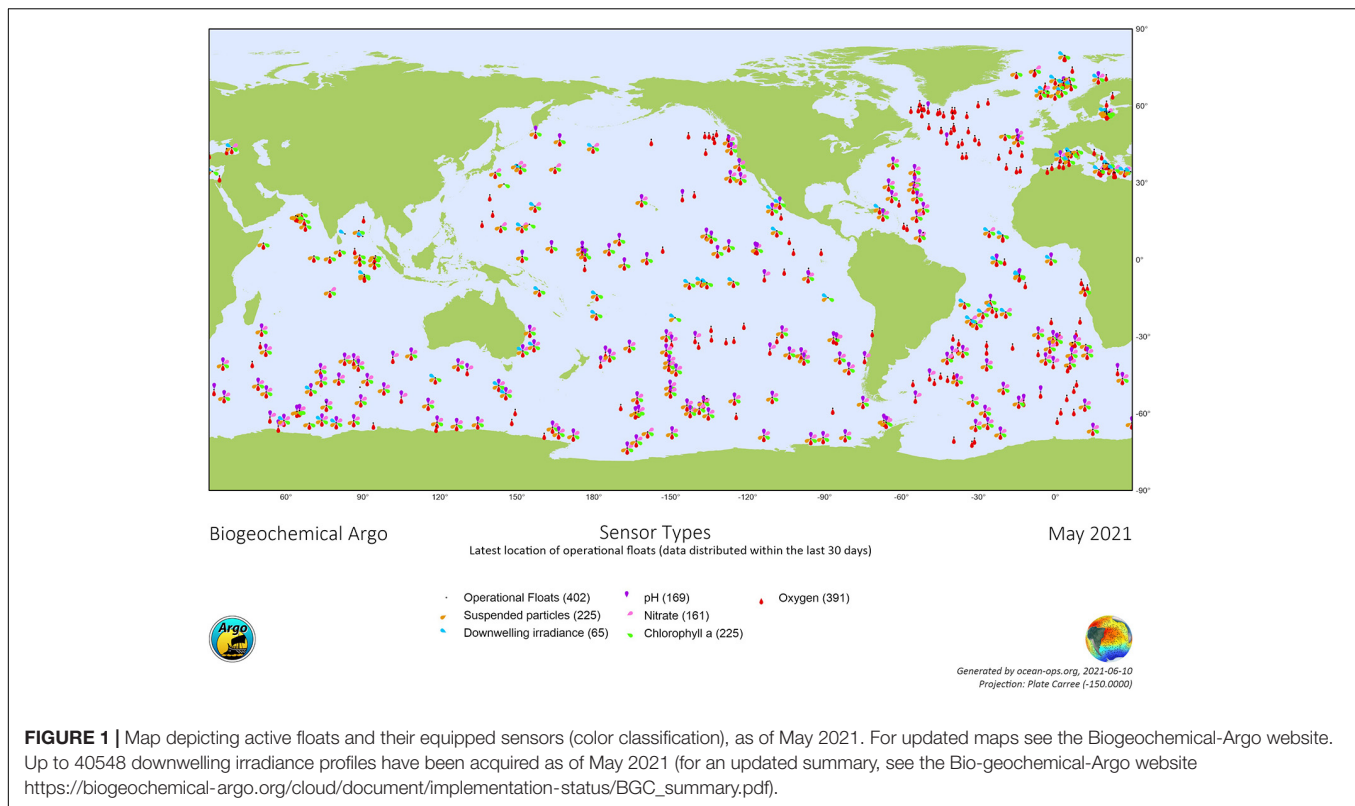 90°
60°
30°
0°
-30°
-60°
-90°
60°
90°
120°
150°
180°
-150°
-120°
-90°
-60°
-30°
0°
Biogeochemical Argo
Sensor Types
May 2021
Latest location of operational floats (data distributed within the last 30 days)
Operational Floats (402)
pH (169)
Oxygen (391)
Suspended particles (225)
Nitrate (161)
Downwelling irradiance (65)
Chlorophyll a (225)
Argo
Generated by ocean-ops.org, 2021-06-10
Projection: Plate Carree (-150.0000)
FIGURE 1 | Map depicting active floats and their equipped sensors (color classification), as of May 2021. For updated maps see the Biogeochemical-Argo website.
Up to 40548 downwelling irradiance profiles have been acquired as of May 2021 (for an updated summary, see the Bio-geochemical-Argo website
https://biogeochemical-argo.org/cloud/document/implementation-status/BGC_summary.pdf).